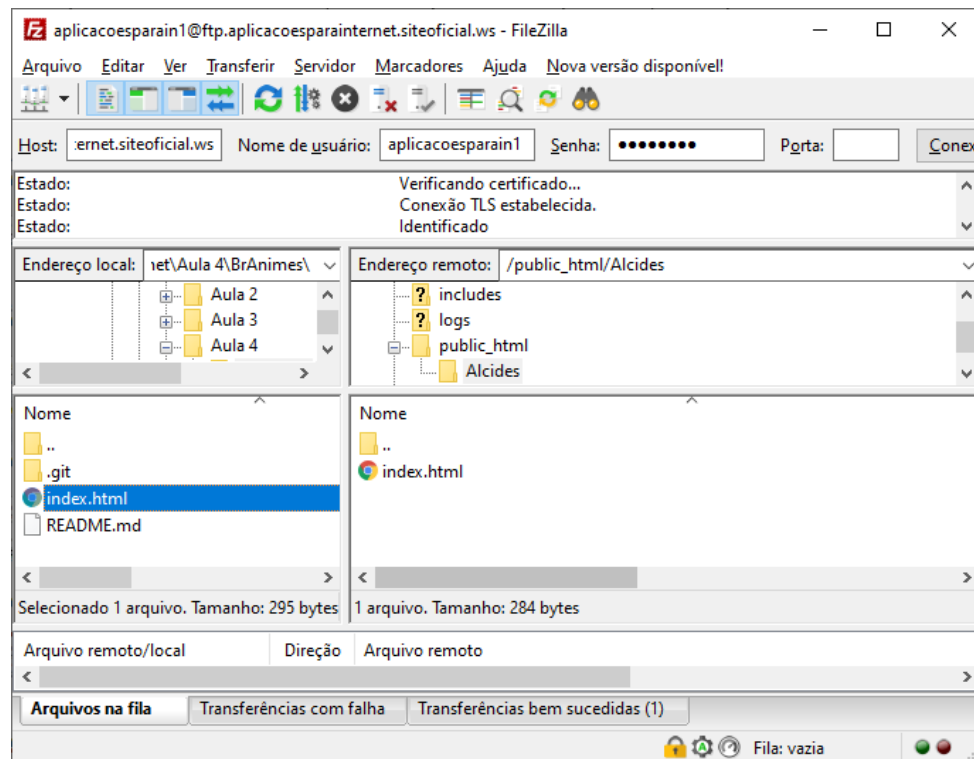 aplicacoesparain1@ftp.aplicacoesparainternet.siteoficial.ws - FileZilla
Arquivo Editar Ver Transferir Servidor Marcadores Ajuda Nova versão disponível!
Host: :ernet.siteoficial.ws Nome de usuário: aplicacoesparain1 Senha: ●●●●●●●● Porta: Conex
Estado: Verificando certificado...
Estado: Conexão TLS estabelecida.
Estado: Identificado
Endereço local: net\Aula 4\BrAnimes\ Endereço remoto: /public_html/Alcides
Aula 2
Aula 3
Aula 4
includes
logs
public_html
Alcides
Nome
..
.git
index.html
README.md
Selecionado 1 arquivo. Tamanho: 295 bytes
Nome
..
index.html
1 arquivo. Tamanho: 284 bytes
Arquivo remoto/local Direção Arquivo remoto
Arquivos na fila Transferências com falha Transferências bem sucedidas (1)
Fila: vazia